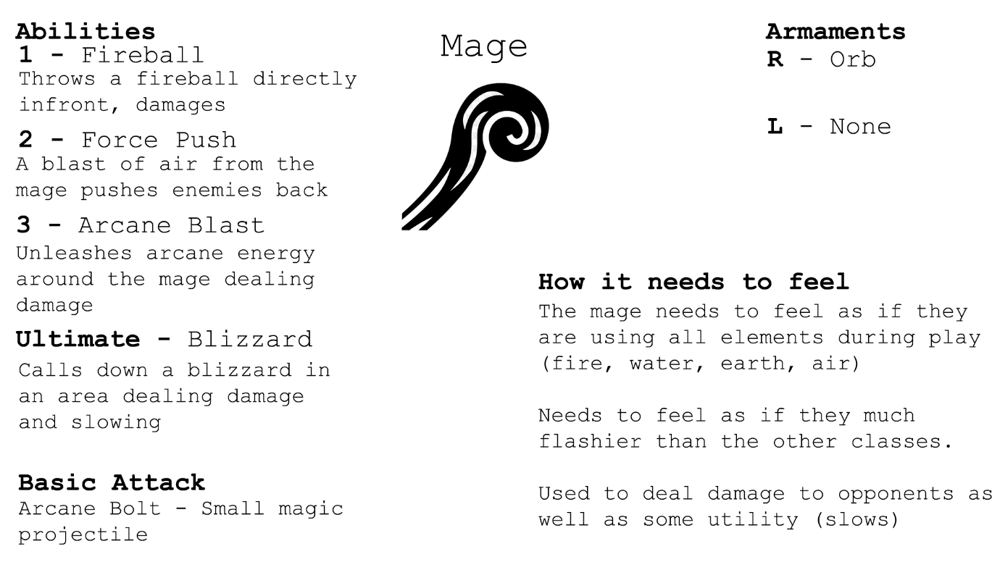 Abilities
1 - Fireball
Throws a fireball directly
infront, damages
2 - Force Push
A blast of air from the
mage pushes enemies back
3 - Arcane Blast
Unleashes arcane energy
around the mage dealing
damage
Ultimate - Blizzard
Calls down a blizzard in
an area dealing damage
and slowing
Basic Attack
Arcane Bolt - Small magic
projectile
Mage
Armaments
R - Orb
L - None
How it needs to feel
The mage needs to feel as if they
are using all elements during play
(fire, water, earth, air)
Needs to feel as if they much
flashier than the other classes.
Used to deal damage to opponents as
well as some utility (slows)